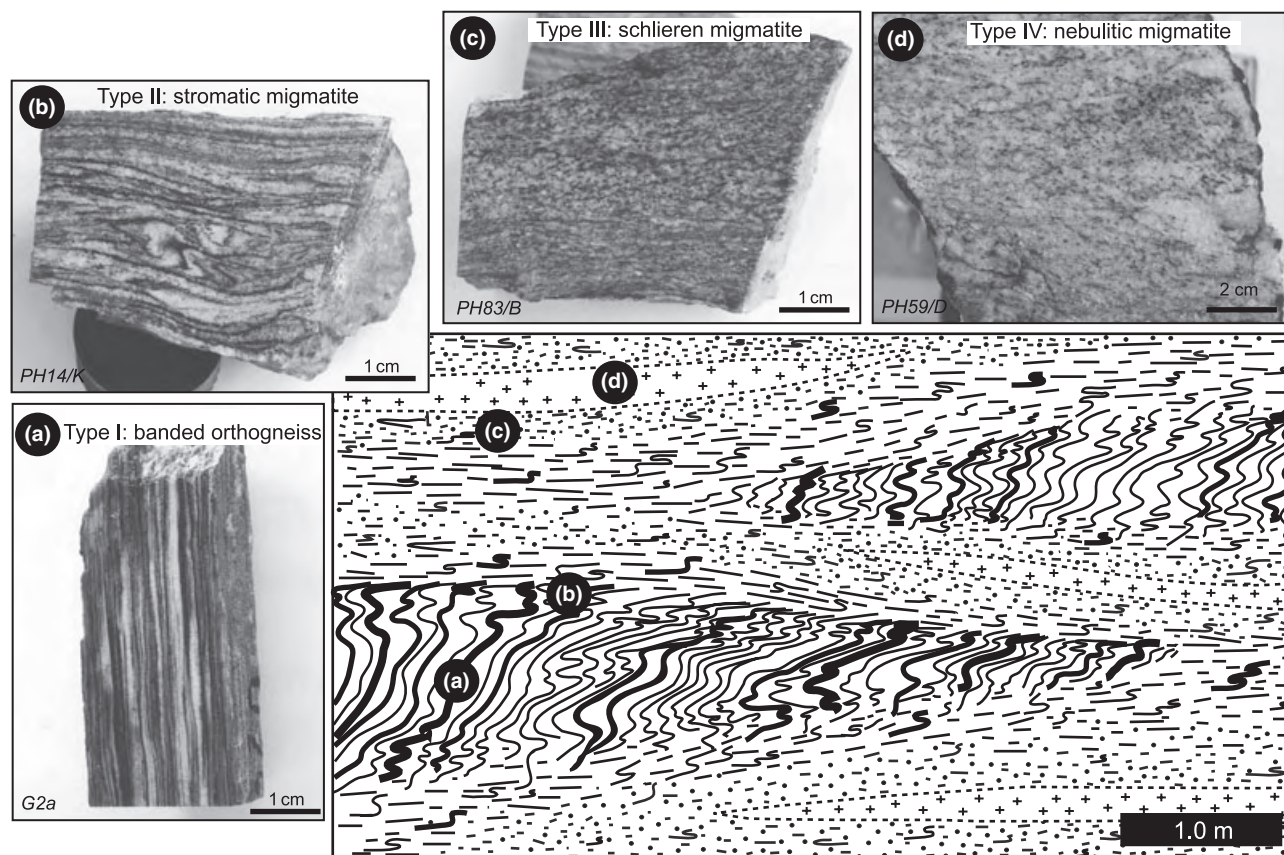 (c) Type III: schlieren migmatite
PH83/B
1 cm
(d) Type IV: nebulitic migmatite
PH59/D
2 cm
(b) Type II: stromatic migmatite
PH14/K
1 cm
(a) Type I: banded orthogneiss
G2a
1 cm
(d)
(c)
(b)
(a)
1.0 m